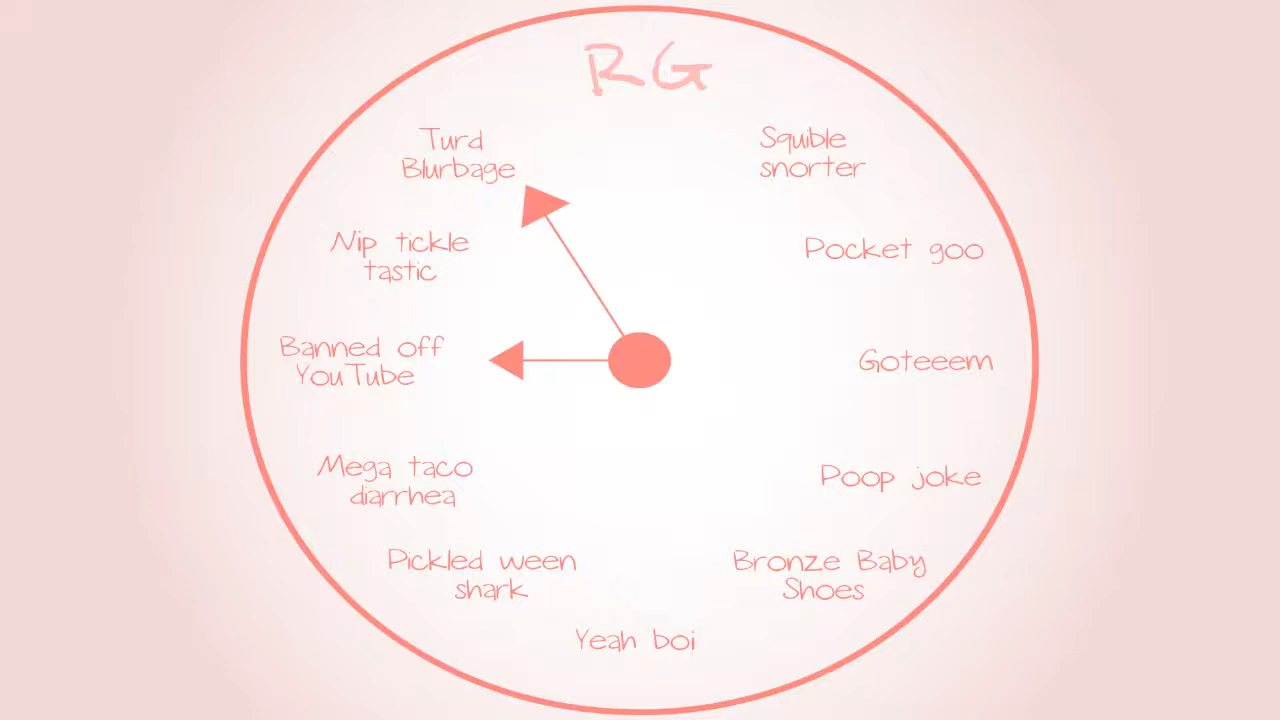 RG
Turd
Blurbage
Squible
snorter
Nip tickle
tastic
Pocket goo
Banned off
YouTube
Goteeem
Mega taco
diarrhea
Poop joke
Pickled ween
shark
Bronze Baby
Shoes
Yeah boi